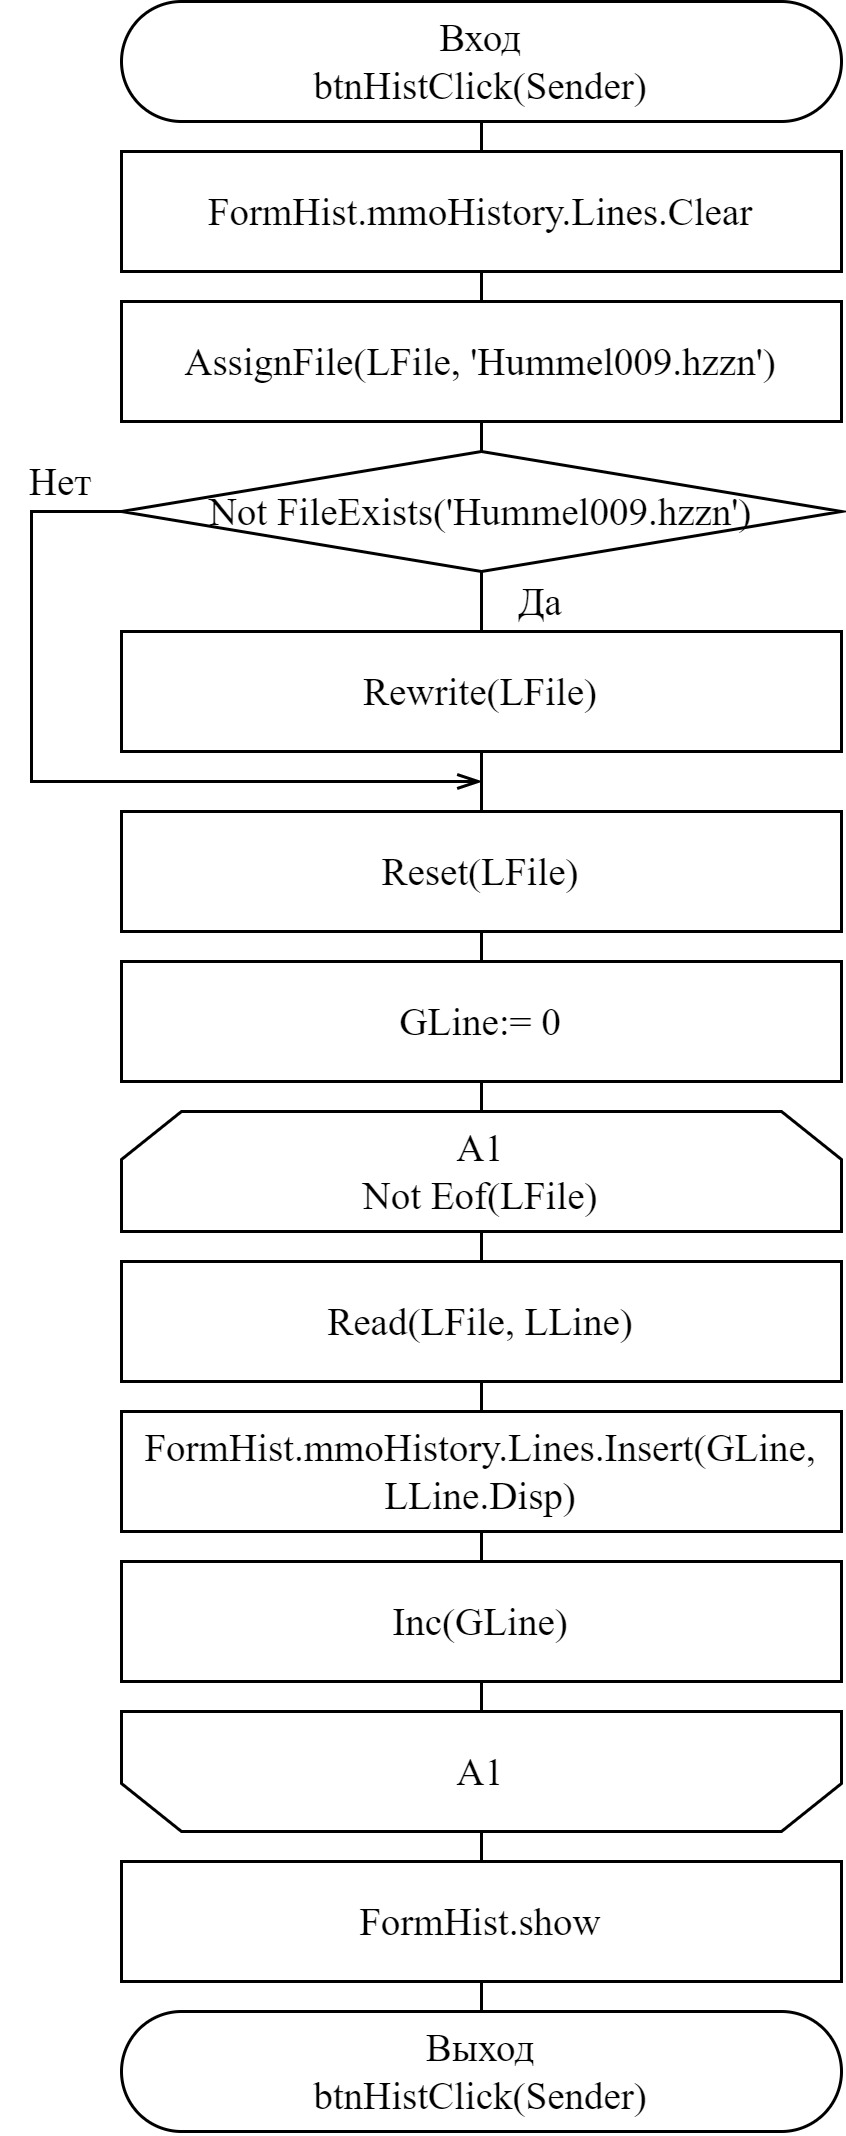 Вход
btnHistClick(Sender)
FormHist.mmoHistory.Lines.Clear
AssignFile(LFile, 'Hummel009.hzzn')
Нет
Not FileExists('Hummel009.hzzn')
Да
Rewrite(LFile)
Reset(LFile)
GLine:= 0
A1
Not Eof(LFile)
Read(LFile, LLine)
FormHist.mmoHistory.Lines.Insert(GLine,
LLine.Disp)
Inc(GLine)
A1
FormHist.show
Выход
btnHistClick(Sender)